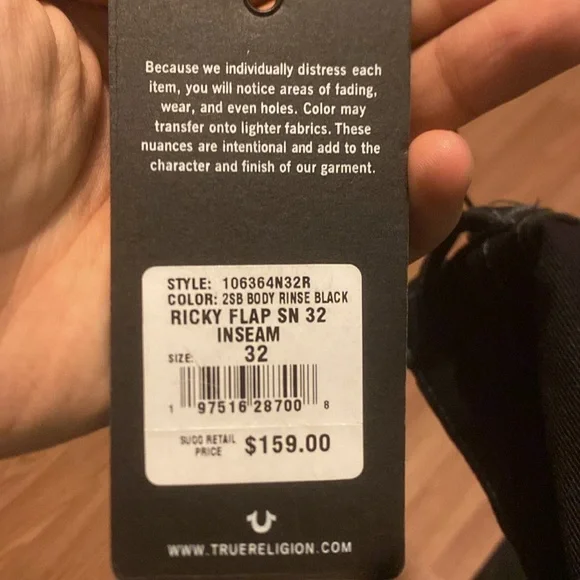 Because we individually distress each
item, you will notice areas of fading,
wear, and even holes. Color may
transfer onto lighter fabrics. These
nuances are intentional and add to the
character and finish of our garment.
STYLE: 106364N32R
COLOR: 2SB BODY RINSE BLACK
RICKY FLAP SN 32
INSEAM
SIZE: 32
1 97516 28700 8
SUGG RETAIL
PRICE $159.00
WWW.TRUERELIGION.COM